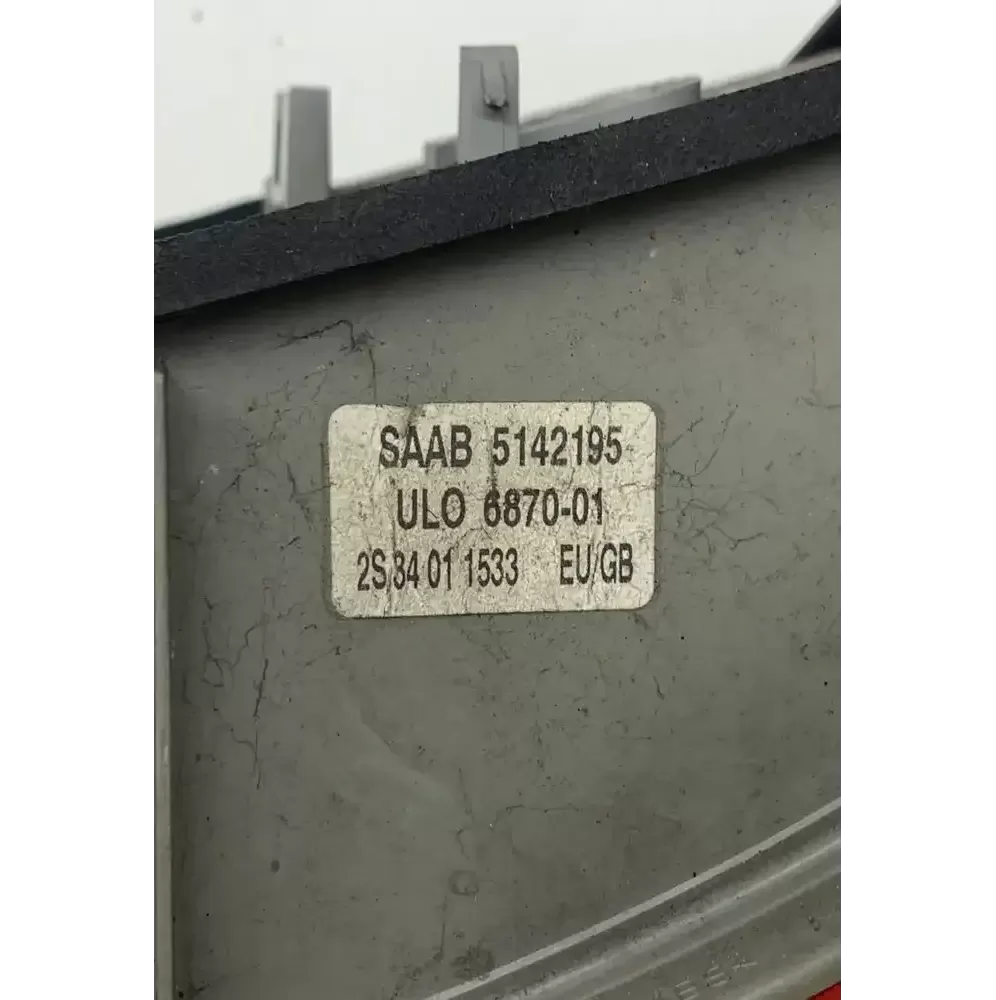 SAAB 5142195
ULO 6870-01
2S/34 01 1533 EU/GB